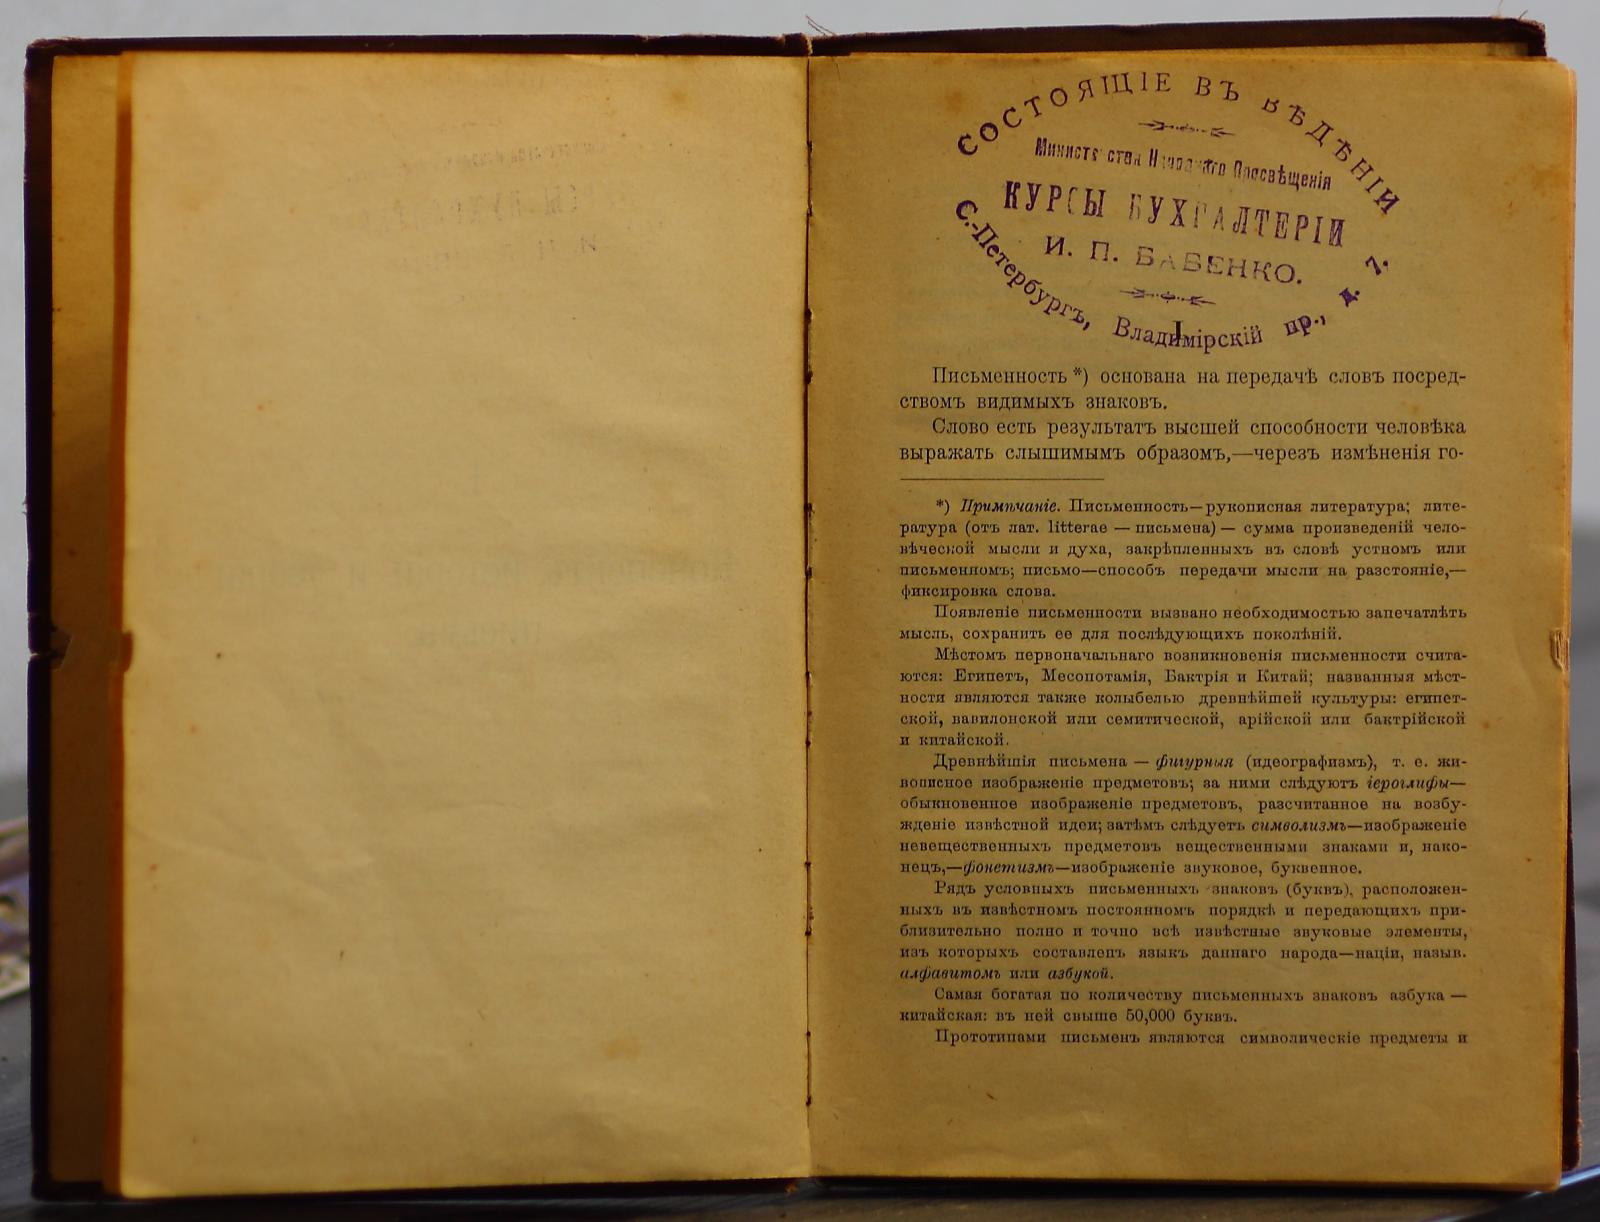 СОСТОЯЩІЕ ВЪ ВѢДѢНІИ
Министерства Народнаго Просвѣщенія
КУРСЫ БУХГАЛТЕРІИ
И. П. БАБЕНКО.
С.-Петербургъ, Владимірскій пр., д. 7.
I
Письменность *) основана на передачѣ словъ посред-
ствомъ видимыхъ знаковъ.
Слово есть результатъ высшей способности человѣка
выражать слышимымъ образомъ,—черезъ измѣненія го-
*) Примѣчаніе. Письменность—рукописная литература; лите-
ратура (отъ лат. litterae — письмена) — сумма произведеній чело-
вѣческой мысли и духа, закрѣпленныхъ въ словѣ устномъ или
письменномъ; письмо—способъ передачи мысли на разстояніе,—
фиксировка слова.
Появленіе письменности вызвано необходимостью запечатлѣть
мысль, сохранить ее для послѣдующихъ поколѣній.
Мѣстомъ первоначальнаго возникновенія письменности счита-
ются: Египетъ, Месопотамія, Бактрія и Китай; названныя мѣст-
ности являются также колыбелью древнѣйшей культуры: египет-
ской, вавилонской или семитической, арійской или бактрійской
и китайской.
Древнѣйшія письмена — фигурныя (идеографизмъ), т. е. жи-
вописное изображеніе предметовъ; за ними слѣдуютъ іероглифы—
обыкновенное изображеніе предметовъ, разсчитанное на возбу-
жденіе извѣстной идеи; затѣмъ слѣдуетъ символизмъ—изображеніе
невещественныхъ предметовъ вещественными знаками и, нако-
нецъ,—фонетизмъ—изображеніе звуковое, буквенное.
Рядъ условныхъ письменныхъ знаковъ (буквъ), расположен-
ныхъ въ извѣстномъ постоянномъ порядкѣ и передающихъ при-
близительно полно и точно всѣ извѣстные звуковые элементы,
изъ которыхъ составленъ языкъ даннаго народа—націи, назыв.
алфавитомъ или азбукой.
Самая богатая по количеству письменныхъ знаковъ азбука —
китайская: въ ней свыше 50,000 буквъ.
Прототипами письменъ являются символическіе предметы и